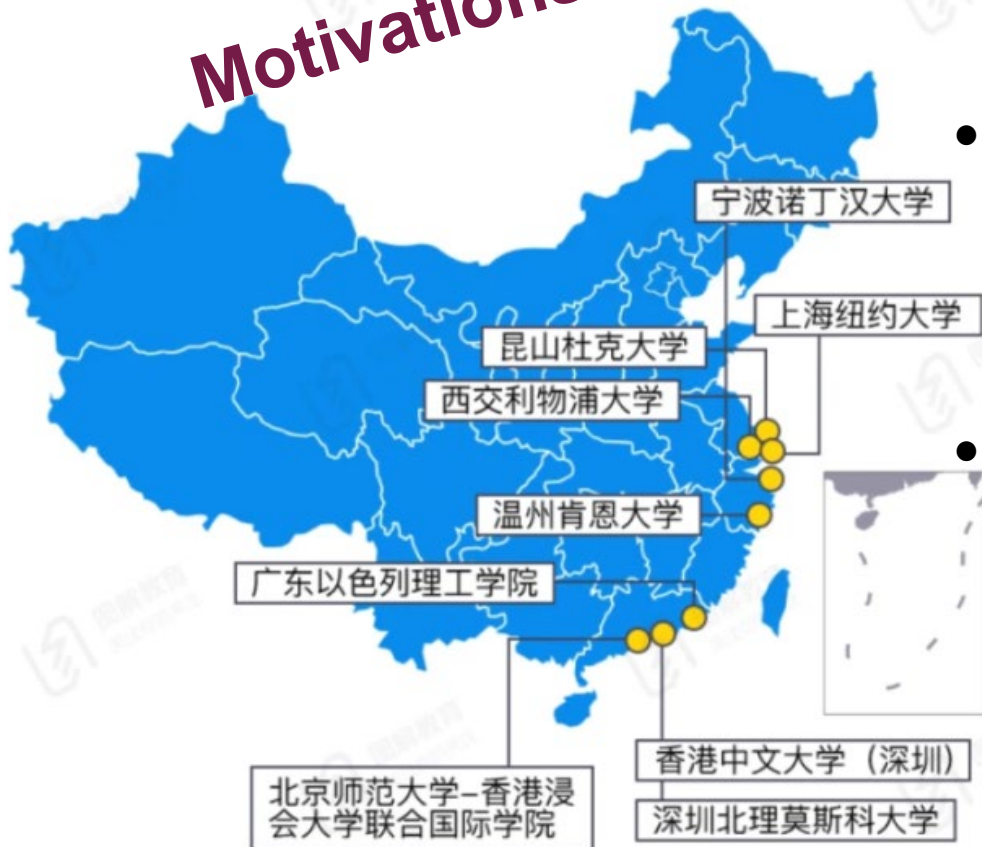 Motivations
宁波诺丁汉大学
上海纽约大学
昆山杜克大学
西交利物浦大学
温州肯恩大学
广东以色列理工学院
香港中文大学（深圳）
北京师范大学–香港浸
会大学联合国际学院
深圳北理莫斯科大学